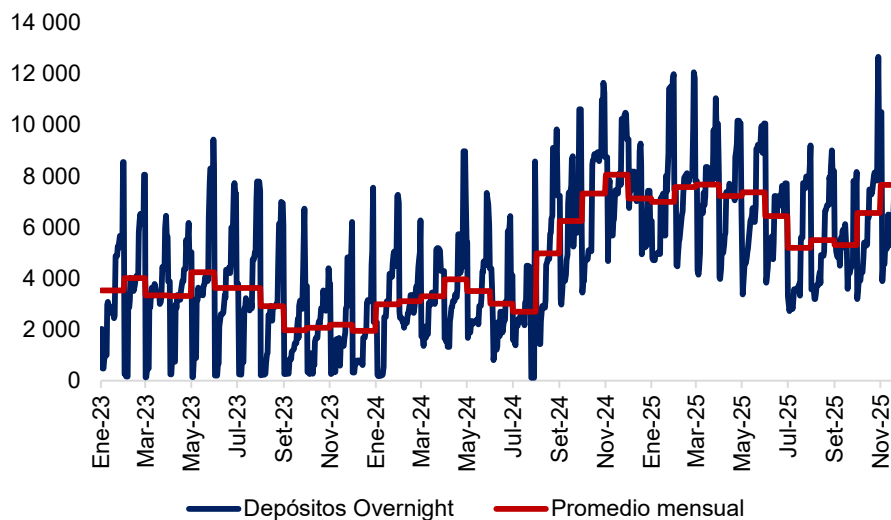 14 000
12 000
10 000
8 000
6 000
4 000
2 000
0
Ene-23
Mar-23
May-23
Jul-23
Set-23
Nov-23
Ene-24
Mar-24
May-24
Jul-24
Set-24
Nov-24
Ene-25
Mar-25
May-25
Jul-25
Set-25
Nov-25
Depósitos Overnight
Promedio mensual